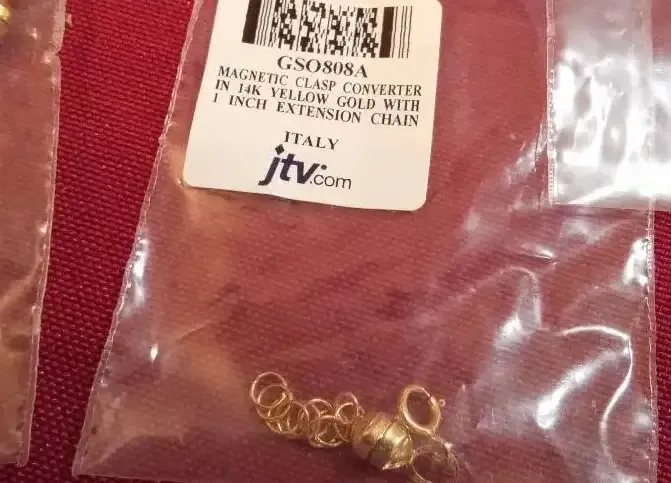 GSO808A
MAGNETIC CLASP CONVERTER
IN 14K YELLOW GOLD WITH
1 INCH EXTENSION CHAIN
ITALY
jtv.com